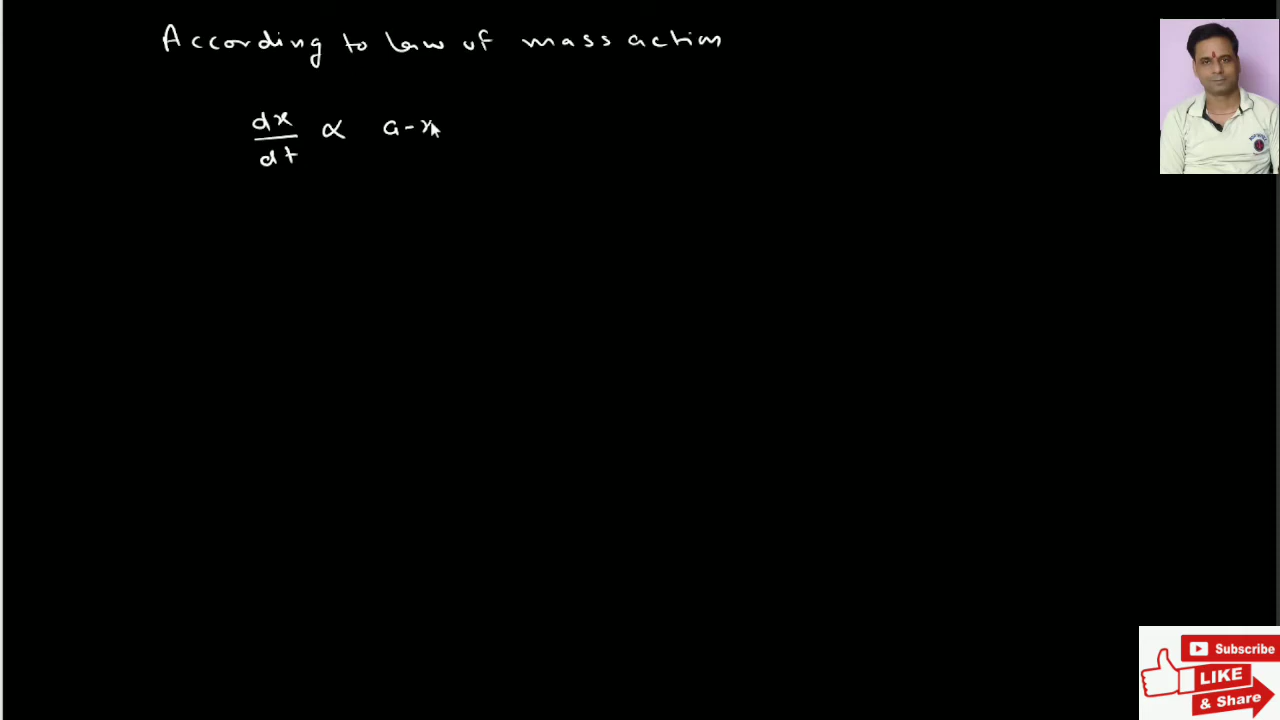 According to law of mass action
dx/dt ∝ a-x
Subscribe
LIKE
& Share